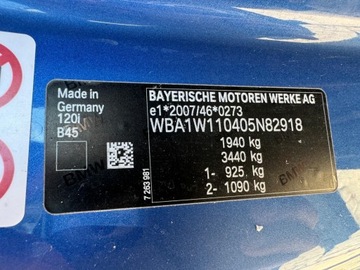 Made in
Germany
120i
B45
7 263 981
BAYERISCHE MOTOREN WERKE AG
e1*2007/46*0273
WBA1W110405N82918
1940 kg
3440 kg
1- 925 kg
2- 1090 kg